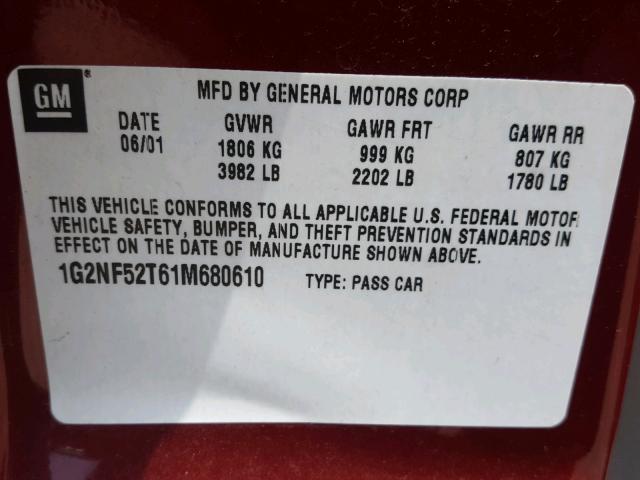 GM ®
MFD BY GENERAL MOTORS CORP
DATE GVWR GAWR FRT GAWR RR
06/01 1806 KG 999 KG 807 KG
3982 LB 2202 LB 1780 LB
THIS VEHICLE CONFORMS TO ALL APPLICABLE U.S. FEDERAL MOTOR
VEHICLE SAFETY, BUMPER, AND THEFT PREVENTION STANDARDS IN
EFFECT ON THE DATE OF MANUFACTURE SHOWN ABOVE.
1G2NF52T61M680610 TYPE: PASS CAR